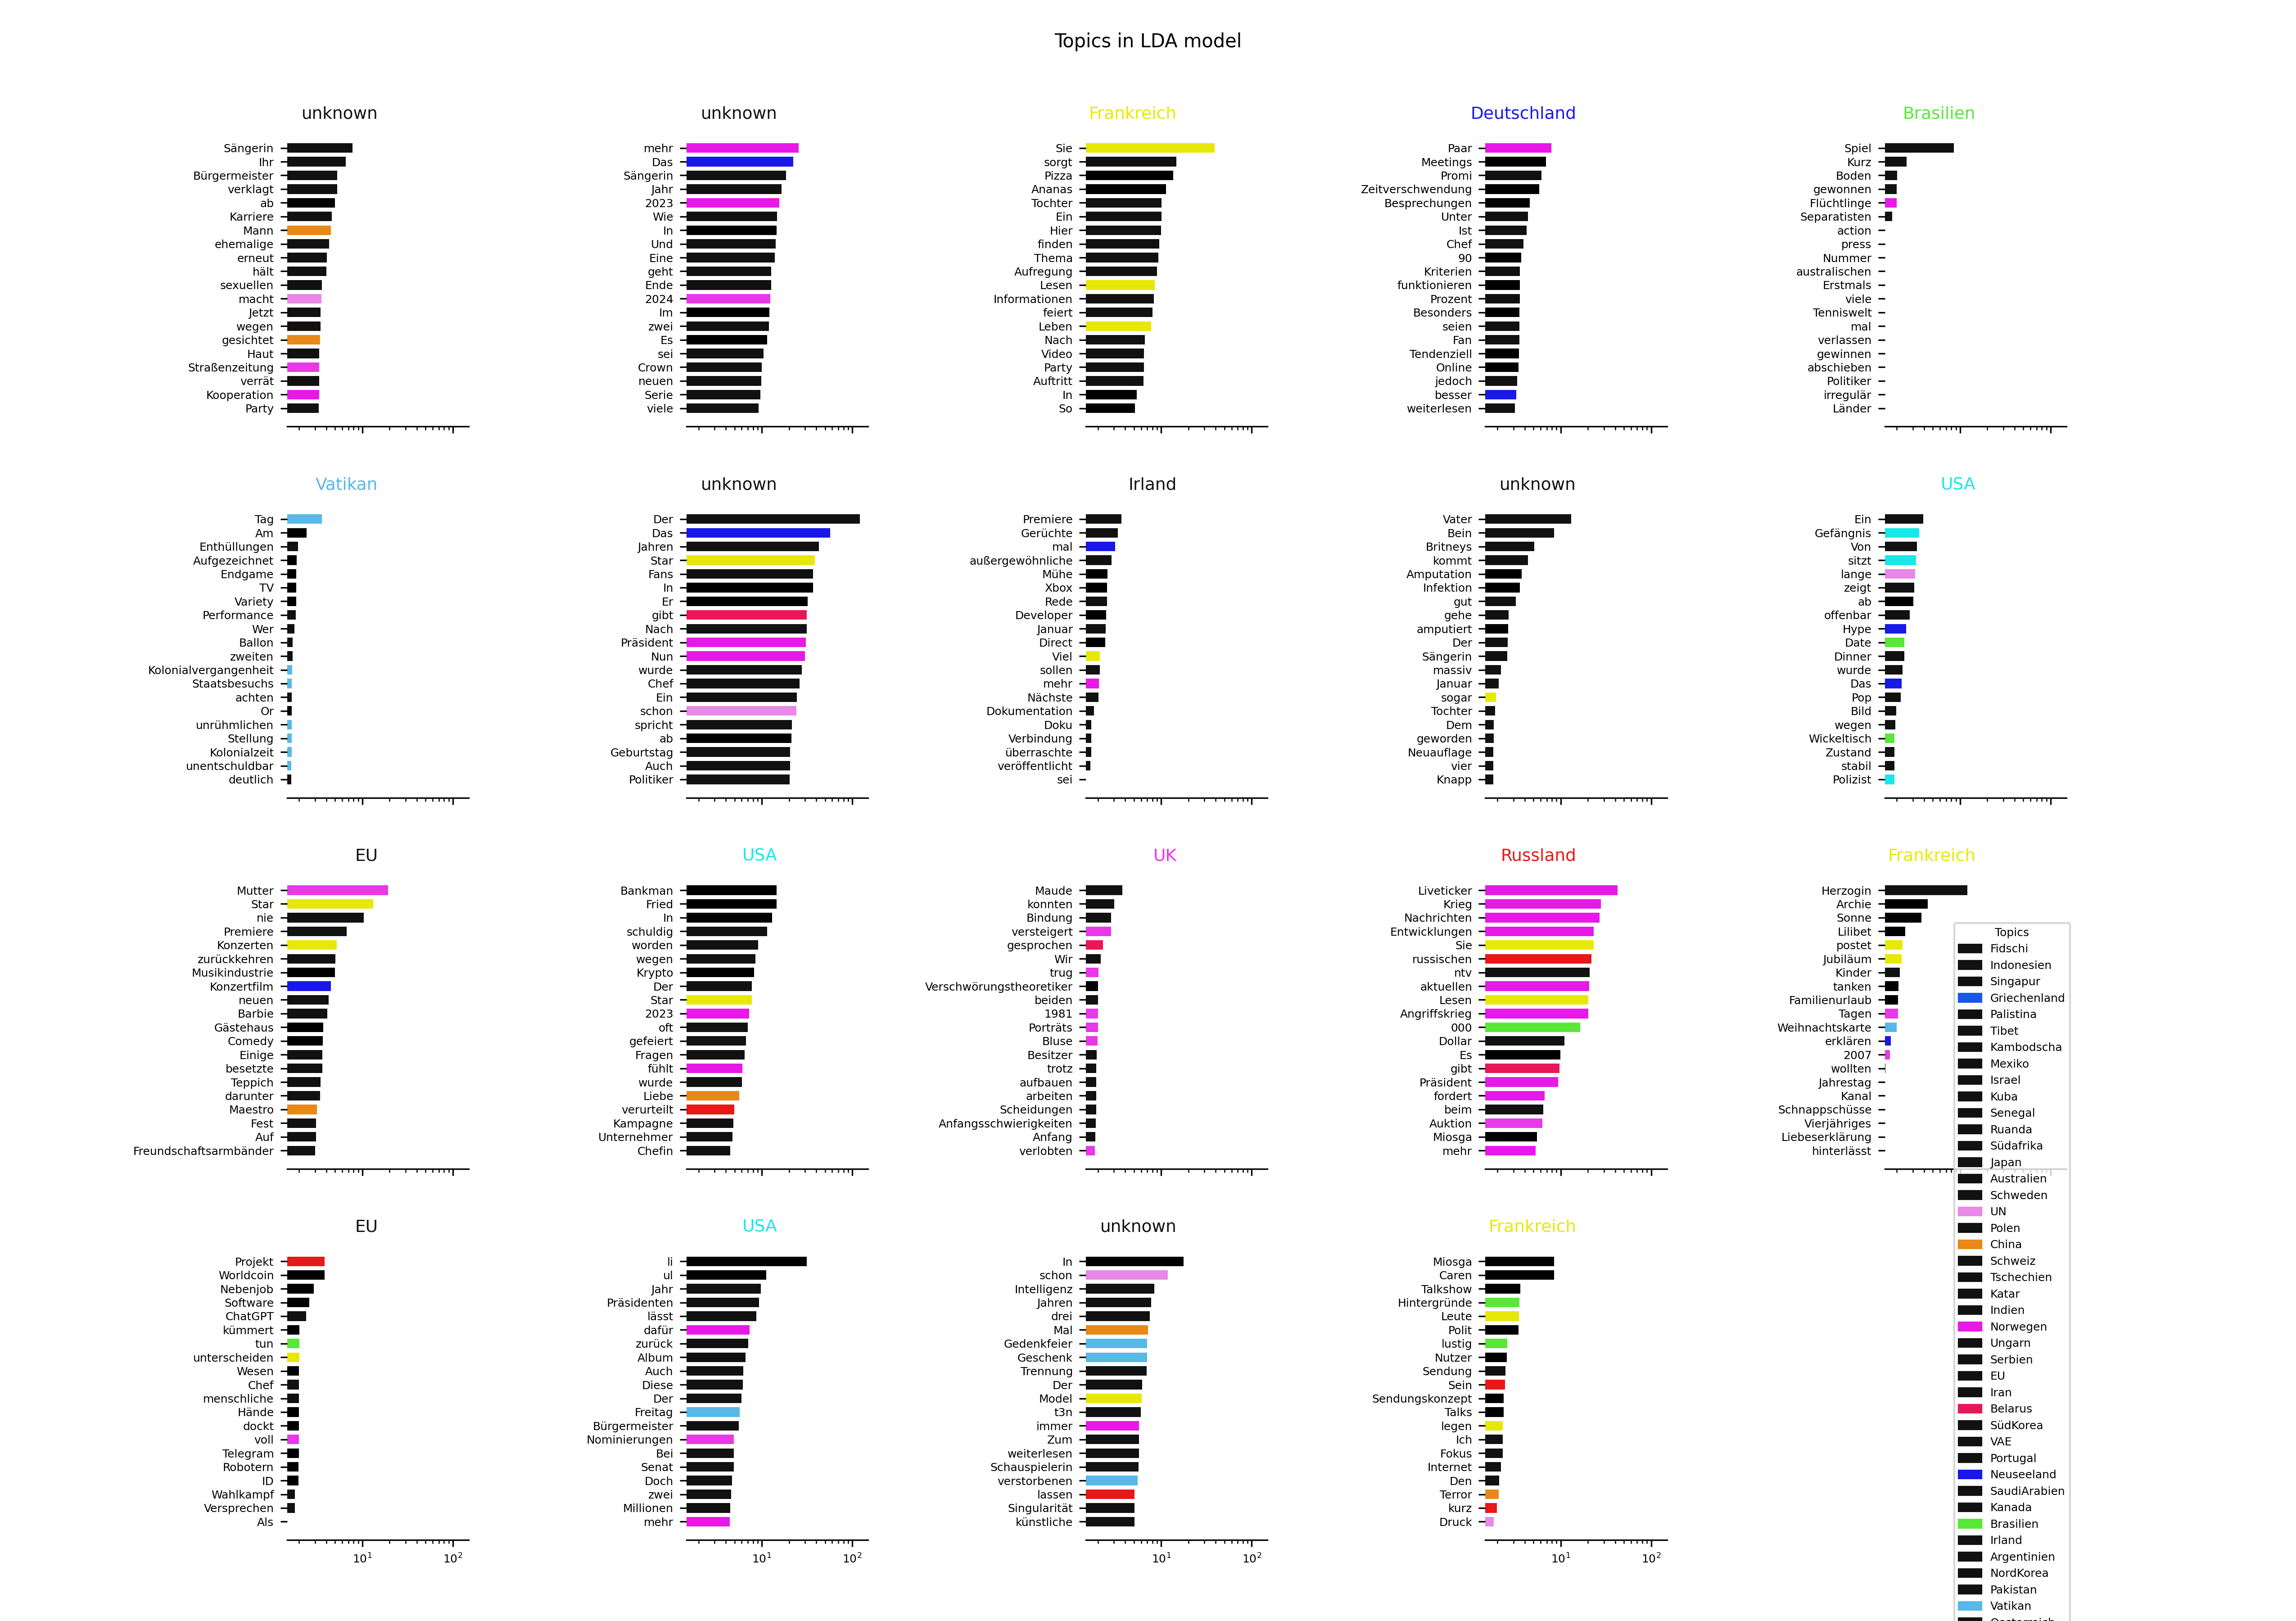 Topics in LDA model
unknown
Sängerin
Ihr
Bürgermeister
verklagt
ab
Karriere
Mann
ehemalige
erneut
hält
sexuellen
macht
Jetzt
wegen
gesichtet
Haut
Straßenzeitung
verrät
Kooperation
Party
unknown
mehr
Das
Sängerin
Jahr
2023
Wie
In
Und
Eine
geht
Ende
2024
Im
zwei
Es
sei
Crown
neuen
Serie
viele
Frankreich
Sie
sorgt
Pizza
Ananas
Tochter
Ein
Hier
finden
Thema
Aufregung
Lesen
Informationen
feiert
Leben
Nach
Video
Party
Auftritt
In
So
Deutschland
Paar
Meetings
Promi
Zeitverschwendung
Besprechungen
Unter
Ist
Chef
90
Kriterien
funktionieren
Prozent
Besonders
seien
Fan
Tendenziell
Online
jedoch
besser
weiterlesen
Brasilien
Spiel
Kurz
Boden
gewonnen
Flüchtlinge
Separatisten
action
press
Nummer
australischen
Erstmals
viele
Tenniswelt
mal
verlassen
gewinnen
abschieben
Politiker
irregulär
Länder
Vatikan
Tag
Am
Enthüllungen
Aufgezeichnet
Endgame
TV
Variety
Performance
Wer
Ballon
zweiten
Kolonialvergangenheit
Staatsbesuchs
achten
Or
unrühmlichen
Stellung
Kolonialzeit
unentschuldbar
deutlich
unknown
Der
Das
Jahren
Star
Fans
In
Er
gibt
Nach
Präsident
Nun
wurde
Chef
Ein
schon
spricht
ab
Geburtstag
Auch
Politiker
Irland
Premiere
Gerüchte
mal
außergewöhnliche
Mühe
Xbox
Rede
Developer
Januar
Direct
Viel
sollen
mehr
Nächste
Dokumentation
Doku
Verbindung
überraschte
veröffentlicht
sei
unknown
Vater
Bein
Britneys
kommt
Amputation
Infektion
gut
gehe
amputiert
Der
Sängerin
massiv
Januar
sogar
Tochter
Dem
geworden
Neuauflage
vier
Knapp
USA
Ein
Gefängnis
Von
sitzt
lange
zeigt
ab
offenbar
Hype
Date
Dinner
wurde
Das
Pop
Bild
wegen
Wickeltisch
Zustand
stabil
Polizist
EU
Mutter
Star
nie
Premiere
Konzerten
zurückkehren
Musikindustrie
Konzertfilm
neuen
Barbie
Gästehaus
Comedy
Einige
besetzte
Teppich
darunter
Maestro
Fest
Auf
Freundschaftsarmbänder
USA
Bankman
Fried
In
schuldig
worden
wegen
Krypto
Der
Star
2023
oft
gefeiert
Fragen
fühlt
wurde
Liebe
verurteilt
Kampagne
Unternehmer
Chefin
UK
Maude
konnten
Bindung
versteigert
gesprochen
Wir
trug
Verschwörungstheoretiker
beiden
1981
Porträts
Bluse
Besitzer
trotz
aufbauen
arbeiten
Scheidungen
Anfangsschwierigkeiten
Anfang
verlobten
Russland
Liveticker
Krieg
Nachrichten
Entwicklungen
Sie
russischen
ntv
aktuellen
Lesen
Angriffskrieg
000
Dollar
Es
gibt
Präsident
fordert
beim
Auktion
Miosga
mehr
Frankreich
Herzogin
Archie
Sonne
Lilibet
postet
Jubiläum
Kinder
tanken
Familienurlaub
Tagen
Weihnachtskarte
erklären
2007
wollten
Jahrestag
Kanal
Schnappschüsse
Vierjähriges
Liebeserklärung
hinterlässt
EU
Projekt
Worldcoin
Nebenjob
Software
ChatGPT
kümmert
tun
unterscheiden
Wesen
Chef
menschliche
Hände
dockt
voll
Telegram
Robotern
ID
Wahlkampf
Versprechen
Als
10¹
10²
USA
li
ul
Jahr
Präsidenten
lässt
dafür
zurück
Album
Auch
Diese
Der
Freitag
Bürgermeister
Nominierungen
Bei
Senat
Doch
zwei
Millionen
mehr
10¹
10²
unknown
In
schon
Intelligenz
Jahren
drei
Mal
Gedenkfeier
Geschenk
Trennung
Der
Model
t3n
immer
Zum
weiterlesen
Schauspielerin
verstorbenen
lassen
Singularität
künstliche
10¹
10²
Frankreich
Miosga
Caren
Talkshow
Hintergründe
Leute
Polit
lustig
Nutzer
Sendung
Sein
Sendungskonzept
Talks
legen
Ich
Fokus
Internet
Den
Terror
kurz
Druck
10¹
10²
Topics
Fidschi
Indonesien
Singapur
Griechenland
Palistina
Tibet
Kambodscha
Mexiko
Israel
Kuba
Senegal
Ruanda
Südafrika
Japan
Australien
Schweden
UN
Polen
China
Schweiz
Tschechien
Katar
Indien
Norwegen
Ungarn
Serbien
EU
Iran
Belarus
SüdKorea
VAE
Portugal
Neuseeland
SaudiArabien
Kanada
Brasilien
Irland
Argentinien
NordKorea
Pakistan
Vatikan